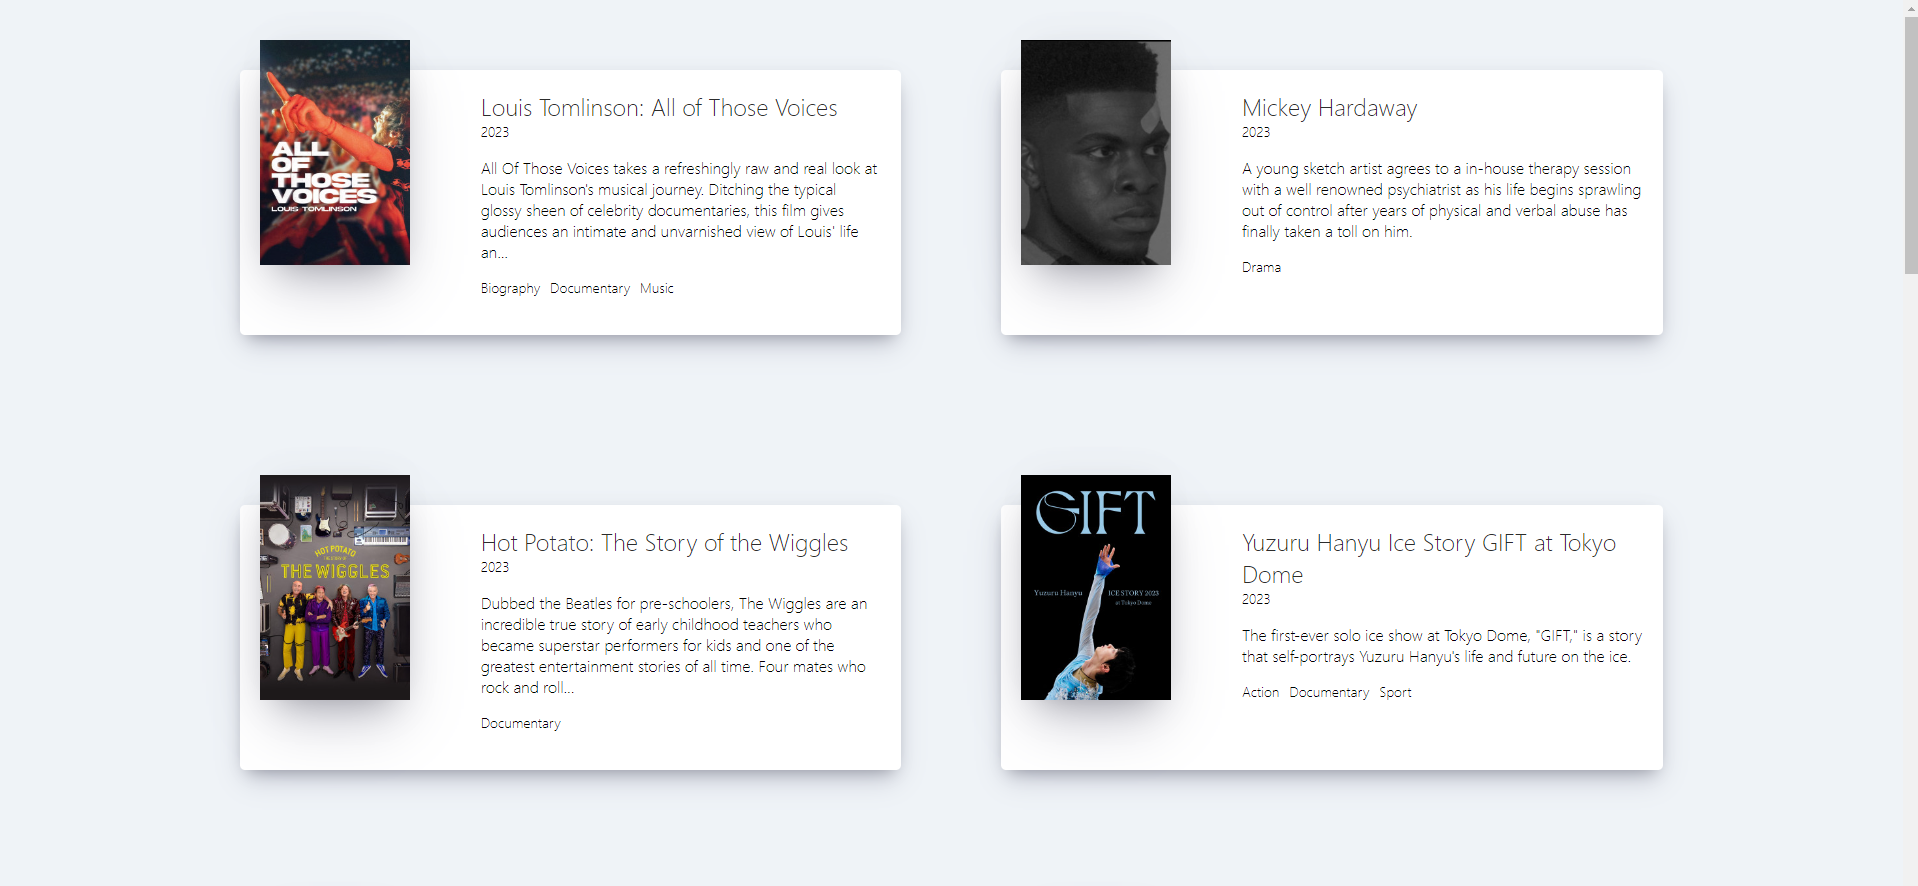 ALL
OF
THOSE
VOICES
LOUIS TOMLINSON
Louis Tomlinson: All of Those Voices
2023
All Of Those Voices takes a refreshingly raw and real look at
Louis Tomlinson's musical journey. Ditching the typical
glossy sheen of celebrity documentaries, this film gives
audiences an intimate and unvarnished view of Louis' life
an...
Biography Documentary Music
Mickey Hardaway
2023
A young sketch artist agrees to a in-house therapy session
with a well renowned psychiatrist as his life begins sprawling
out of control after years of physical and verbal abuse has
finally taken a toll on him.
Drama
HOT POTATO
THE STORY OF
THE WIGGLES
Hot Potato: The Story of the Wiggles
2023
Dubbed the Beatles for pre-schoolers, The Wiggles are an
incredible true story of early childhood teachers who
became superstar performers for kids and one of the
greatest entertainment stories of all time. Four mates who
rock and roll...
Documentary
GIFT
Yuzuru Hanyu ICE STORY 2023
at Tokyo Dome
Yuzuru Hanyu Ice Story GIFT at Tokyo
Dome
2023
The first-ever solo ice show at Tokyo Dome, "GIFT," is a story
that self-portrays Yuzuru Hanyu's life and future on the ice.
Action Documentary Sport